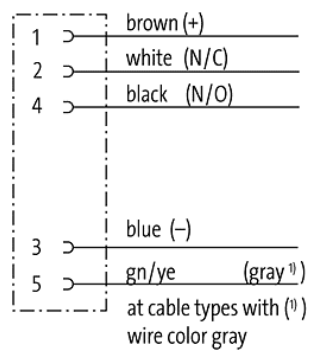 1 brown (+)
2 white (N/C)
4 black (N/O)
3 blue (–)
5 gn/ye (gray ¹⁾)
at cable types with (¹⁾)
wire color gray